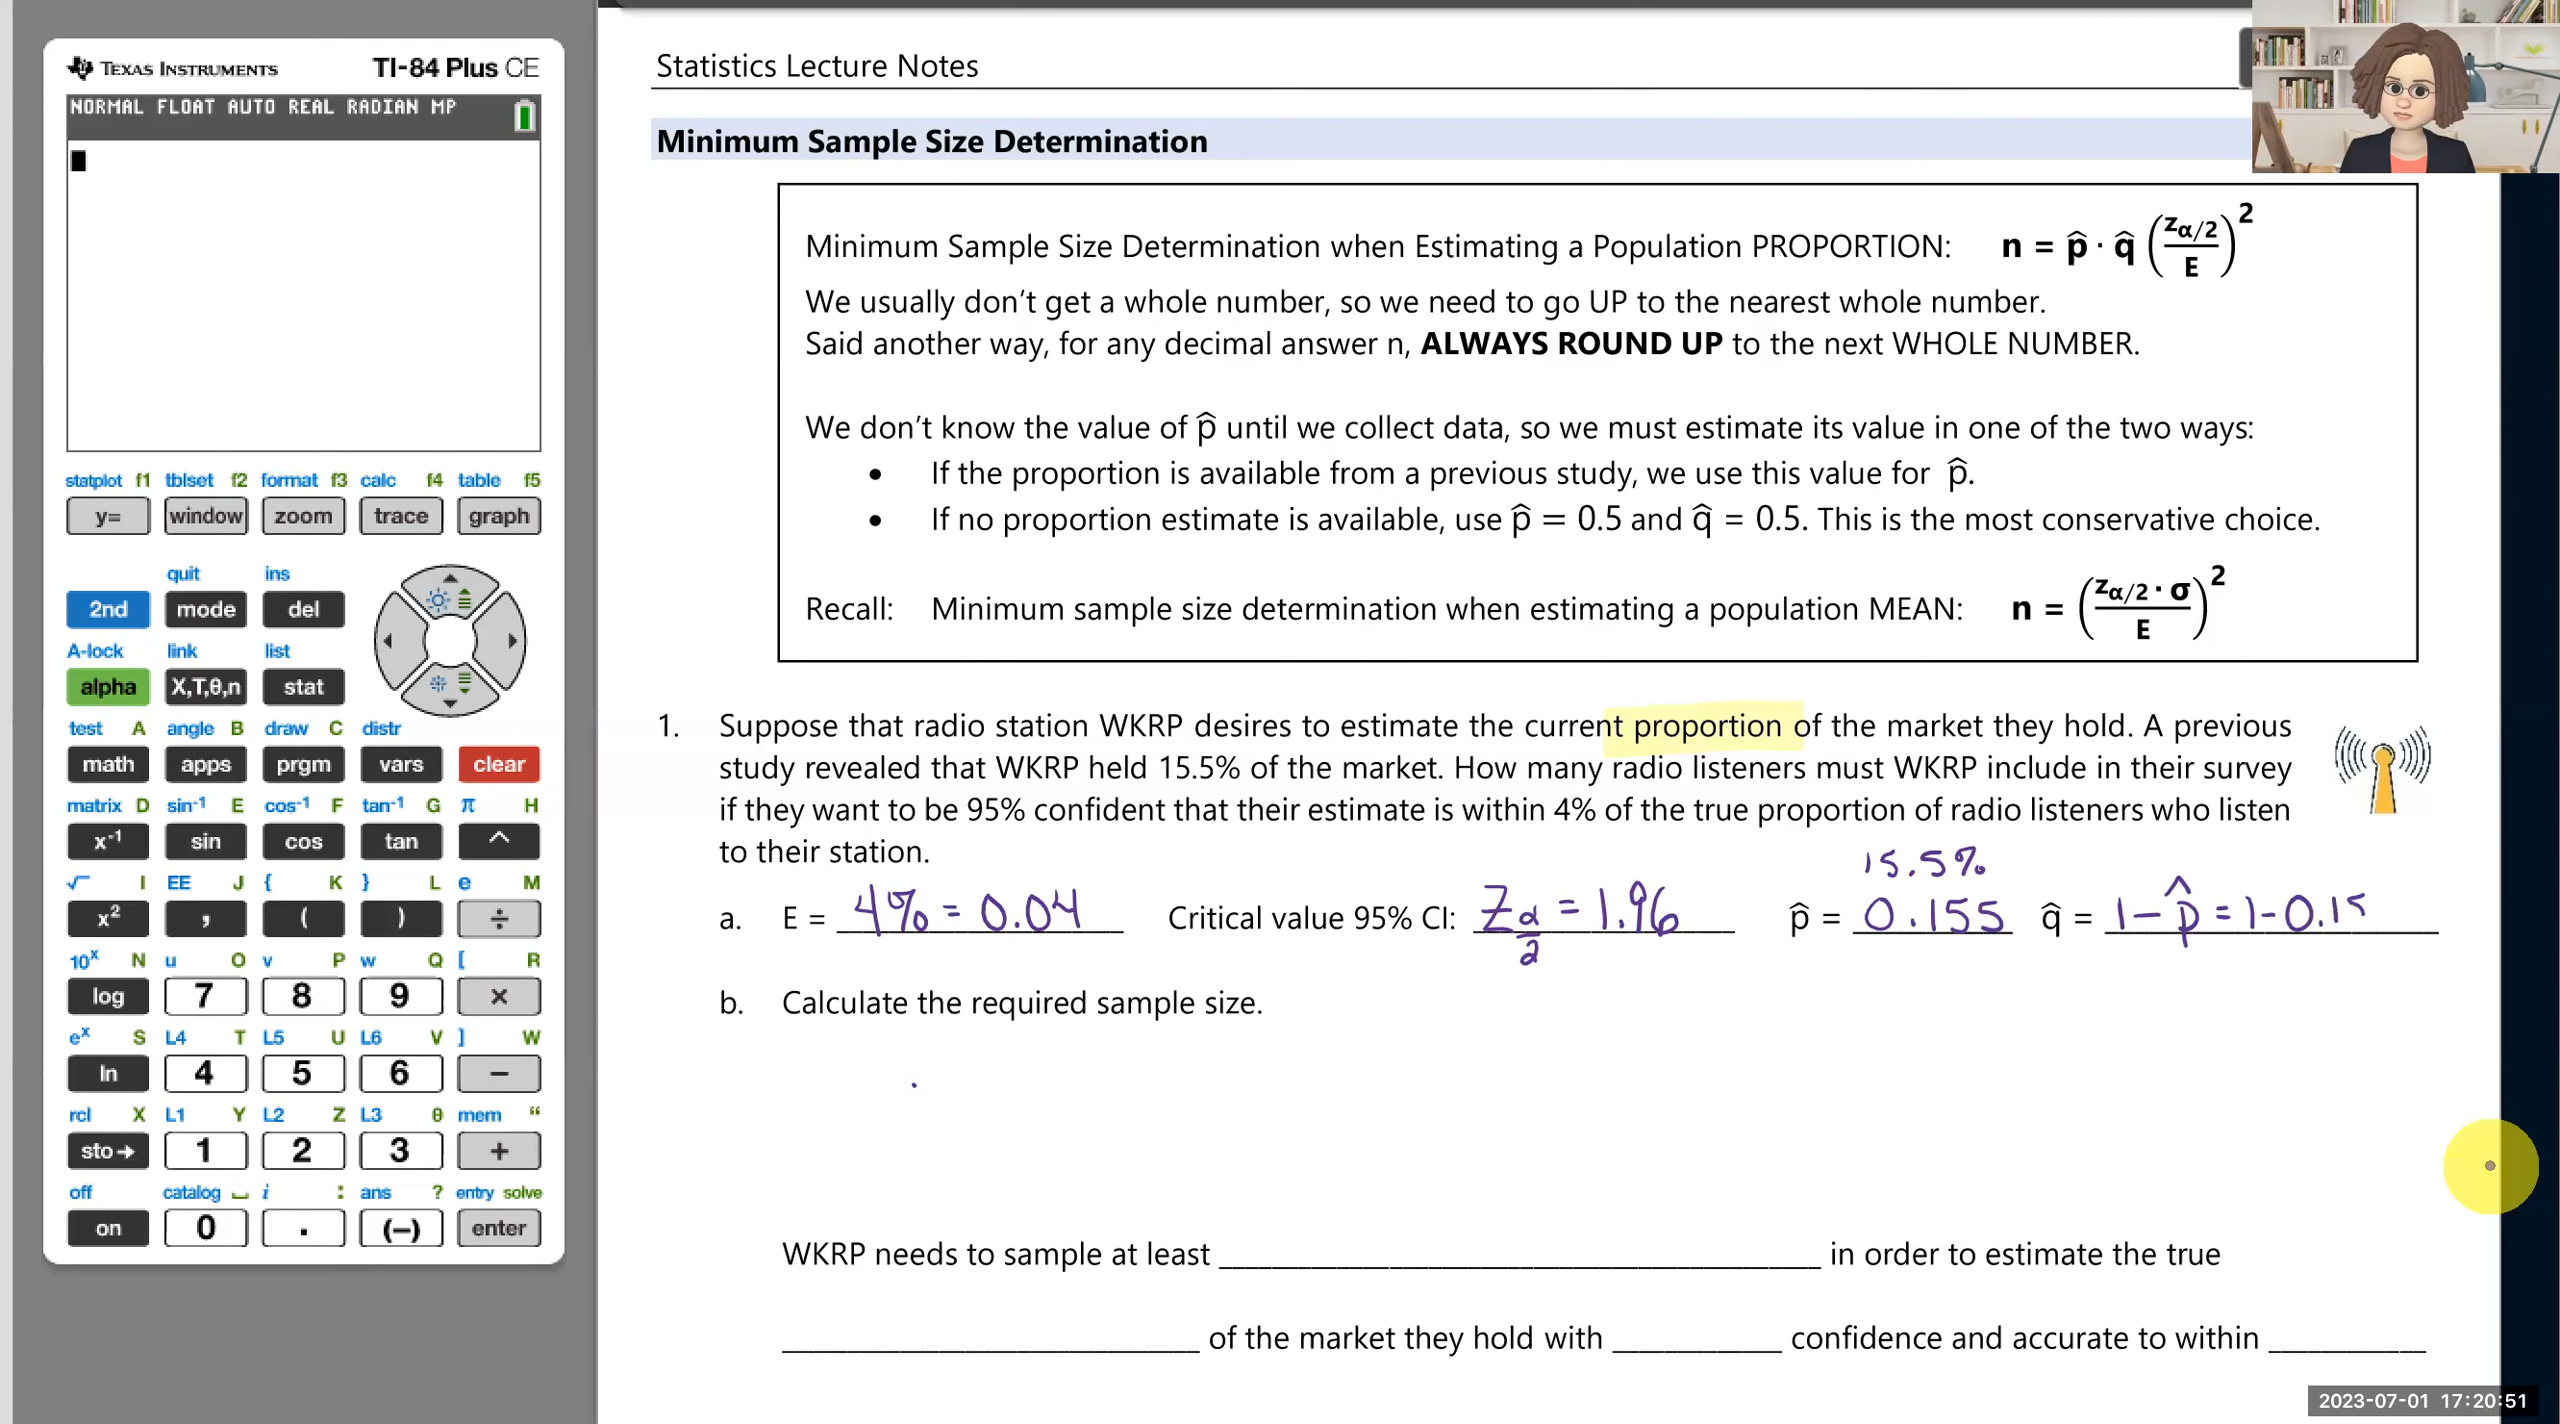 TEXAS INSTRUMENTS TI-84 Plus CE
NORMAL FLOAT AUTO REAL RADIAN MP
statplot f1 tblset f2 format f3 calc f4 table f5
y= window zoom trace graph
quit ins
2nd mode del
A-lock link list
alpha X,T,θ,n stat
test A angle B draw C distr
math apps prgm vars clear
matrix D sin⁻¹ E cos⁻¹ F tan⁻¹ G π H
x⁻¹ sin cos tan ^
√ I EE J { K } L e M
x² , ( ) ÷
10ˣ N u O v P w Q [ R
log 7 8 9 ×
eˣ S L4 T L5 U L6 V ] W
ln 4 5 6 −
rcl X L1 Y L2 Z L3 θ mem “
sto→ 1 2 3 +
off catalog ⎵ i : ans ? entry solve
on 0 . (−) enter
Statistics Lecture Notes
Minimum Sample Size Determination
Minimum Sample Size Determination when Estimating a Population PROPORTION: n = p̂ · q̂ (zα/2 / E)²
We usually don’t get a whole number, so we need to go UP to the nearest whole number.
Said another way, for any decimal answer n, ALWAYS ROUND UP to the next WHOLE NUMBER.
We don’t know the value of p̂ until we collect data, so we must estimate its value in one of the two ways:
• If the proportion is available from a previous study, we use this value for p̂.
• If no proportion estimate is available, use p̂ = 0.5 and q̂ = 0.5. This is the most conservative choice.
Recall: Minimum sample size determination when estimating a population MEAN: n = (zα/2 · σ / E)²
1. Suppose that radio station WKRP desires to estimate the current proportion of the market they hold. A previous
study revealed that WKRP held 15.5% of the market. How many radio listeners must WKRP include in their survey
if they want to be 95% confident that their estimate is within 4% of the true proportion of radio listeners who listen
to their station.
15.5%
a. E = 4% = 0.04 Critical value 95% CI: Zα/2 = 1.96 p̂ = 0.155 q̂ = 1 − p̂ = 1 - 0.15
b. Calculate the required sample size.
WKRP needs to sample at least ____ in order to estimate the true
____ of the market they hold with ____ confidence and accurate to within ____
2023-07-01 17:20:51